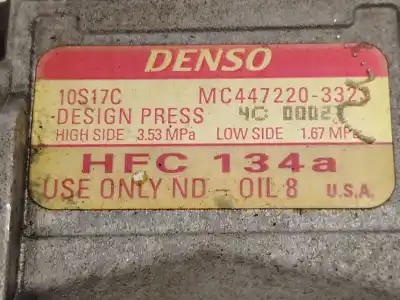 DENSO
10S17C MC447220-3323
DESIGN PRESS 4C 0002
HIGH SIDE 3.53 MPa LOW SIDE 1.67 MPa
HFC 134a
USE ONLY ND-OIL 8 U.S.A.